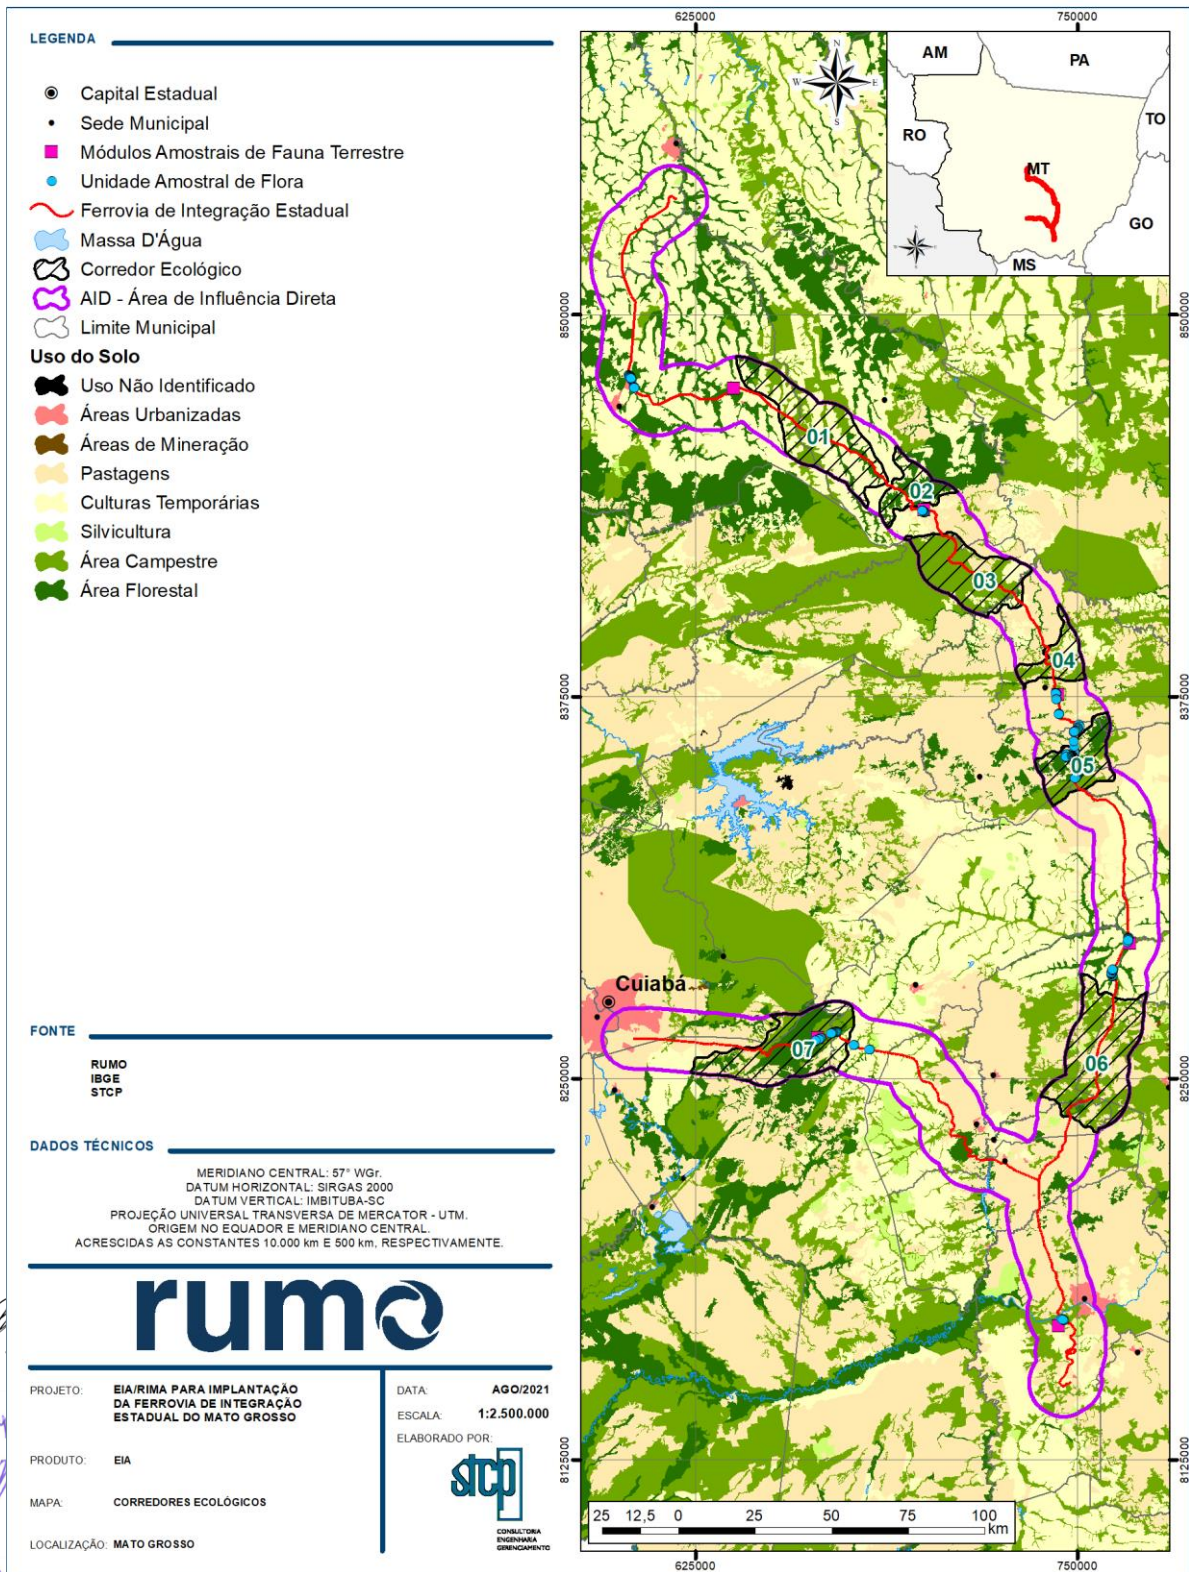 LEGENDA
Capital Estadual
Sede Municipal
Módulos Amostrais de Fauna Terrestre
Unidade Amostral de Flora
Ferrovia de Integração Estadual
Massa D'Água
Corredor Ecológico
AID - Área de Influência Direta
Limite Municipal
Uso do Solo
Uso Não Identificado
Áreas Urbanizadas
Áreas de Mineração
Pastagens
Culturas Temporárias
Silvicultura
Área Campestre
Área Florestal
FONTE
RUMO
IBGE
STCP
DADOS TÉCNICOS
MERIDIANO CENTRAL: 57° WGr.
DATUM HORIZONTAL: SIRGAS 2000
DATUM VERTICAL: IMBITUBA-SC
PROJEÇÃO UNIVERSAL TRANSVERSA DE MERCATOR - UTM.
ORIGEM NO EQUADOR E MERIDIANO CENTRAL.
ACRESCIDAS AS CONSTANTES 10.000 km E 500 km, RESPECTIVAMENTE.
rumo
PROJETO: EIA/RIMA PARA IMPLANTAÇÃO
DA FERROVIA DE INTEGRAÇÃO
ESTADUAL DO MATO GROSSO
PRODUTO: EIA
MAPA: CORREDORES ECOLÓGICOS
LOCALIZAÇÃO: MATO GROSSO
DATA: AGO/2021
ESCALA: 1:2.500.000
ELABORADO POR:
stcp
CONSULTORIA
ENGENHARIA
GERENCIAMENTO
625000 750000
N
W E
S
AM
PA
RO
TO
MT
GO
MS
8500000 8500000
01
02
03
04
8375000 8375000
05
Cuiabá
07
06
8250000 8250000
8125000 8125000
25 12,5 0 25 50 75 100
km
625000 750000